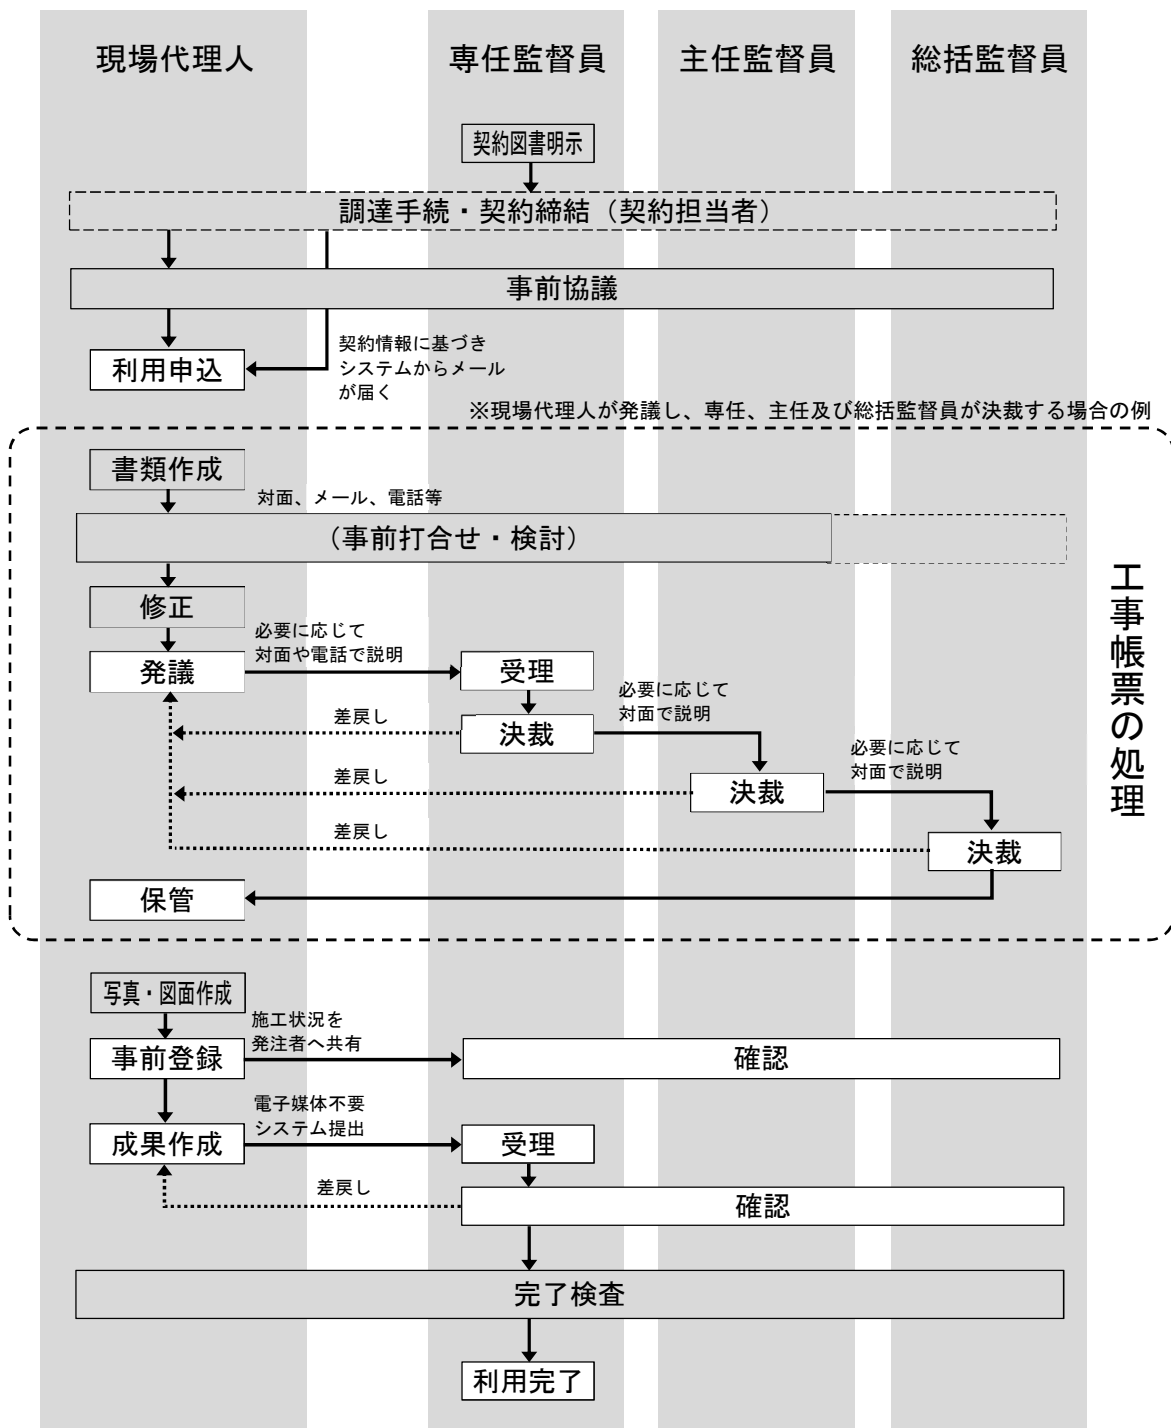 現場代理人
専任監督員
主任監督員
総括監督員
契約図書明示
調達手続・契約締結（契約担当者）
事前協議
利用申込
契約情報に基づき
システムからメール
が届く
※現場代理人が発議し、専任、主任及び総括監督員が決裁する場合の例
書類作成
対面、メール、電話等
（事前打合せ・検討）
修正
必要に応じて
対面や電話で説明
発議
受理
必要に応じて
対面で説明
差戻し
決裁
必要に応じて
対面で説明
差戻し
決裁
差戻し
決裁
保管
工事帳票の処理
写真・図面作成
施工状況を
発注者へ共有
事前登録
確認
電子媒体不要
システム提出
成果作成
受理
差戻し
確認
完了検査
利用完了